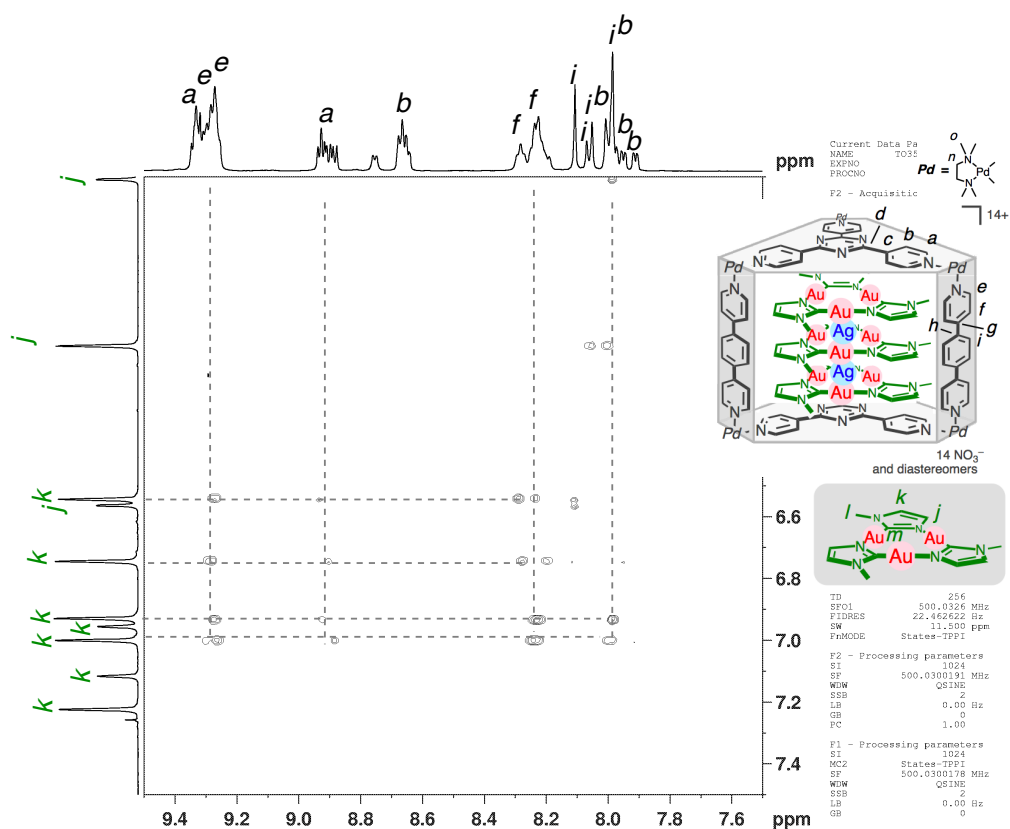 a e e a b f f i i i b i b b b
ppm
Current Data Pa
NAME TO35
EXPNO
PROCNO
F2 - Acquisitic
Pd =
o
n
N
N
Pd
14+
j
j
k
j
k
k
k
k
k
k
Pd
N N
N
N N
d
c b a
Pd Pd
N N
e
f
g
h
i
N N
Au Au
Au
N N
Au Ag Au
Au
N
Au Ag Au
Au
N N
N
N N
Pd Pd
N N N
14 NO3−
and diastereomers
6.6
6.8
7.0
7.2
7.4
ppm
k
l N N j
Au m Au
N Au N N
N
TD 256
SFO1 500.0326 MHz
FIDRES 22.462622 Hz
SW 11.500 ppm
FnMODE States-TPPI
F2 - Processing parameters
SI 1024
SF 500.0300191 MHz
WDW QSINE
SSB 2
LB 0.00 Hz
GB 0
PC 1.00
F1 - Processing parameters
SI 1024
MC2 States-TPPI
SF 500.0300178 MHz
WDW QSINE
SSB 2
LB 0.00 Hz
GB 0
9.4 9.2 9.0 8.8 8.6 8.4 8.2 8.0 7.8 7.6 ppm